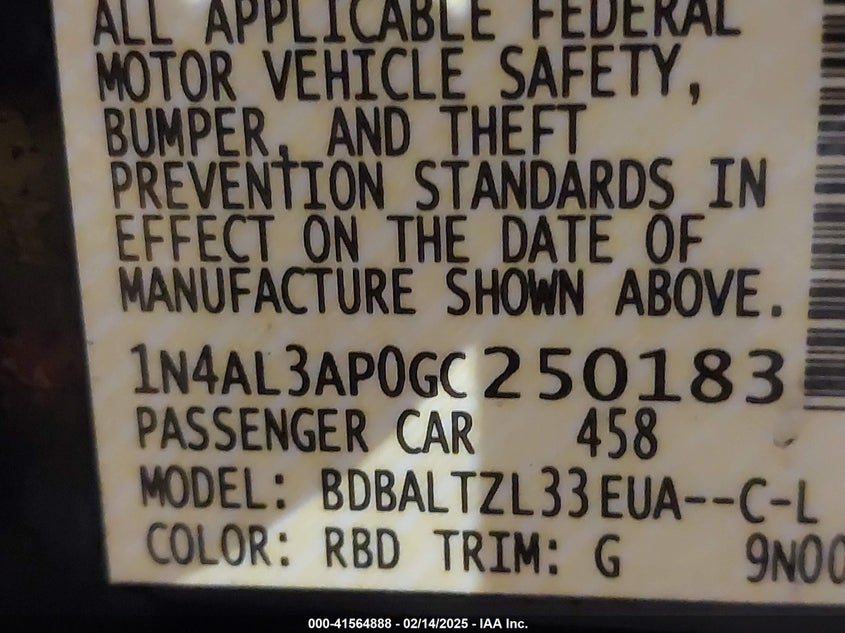 ALL APPLICABLE FEDERAL
MOTOR VEHICLE SAFETY,
BUMPER, AND THEFT
PREVENTION STANDARDS IN
EFFECT ON THE DATE OF
MANUFACTURE SHOWN ABOVE.
1N4AL3AP0GC250183
PASSENGER CAR 458
MODEL: BDBALTZL33EUA--C-L
COLOR: RBD TRIM: G 9N00
000-41564888 - 02/14/2025 - IAA Inc.